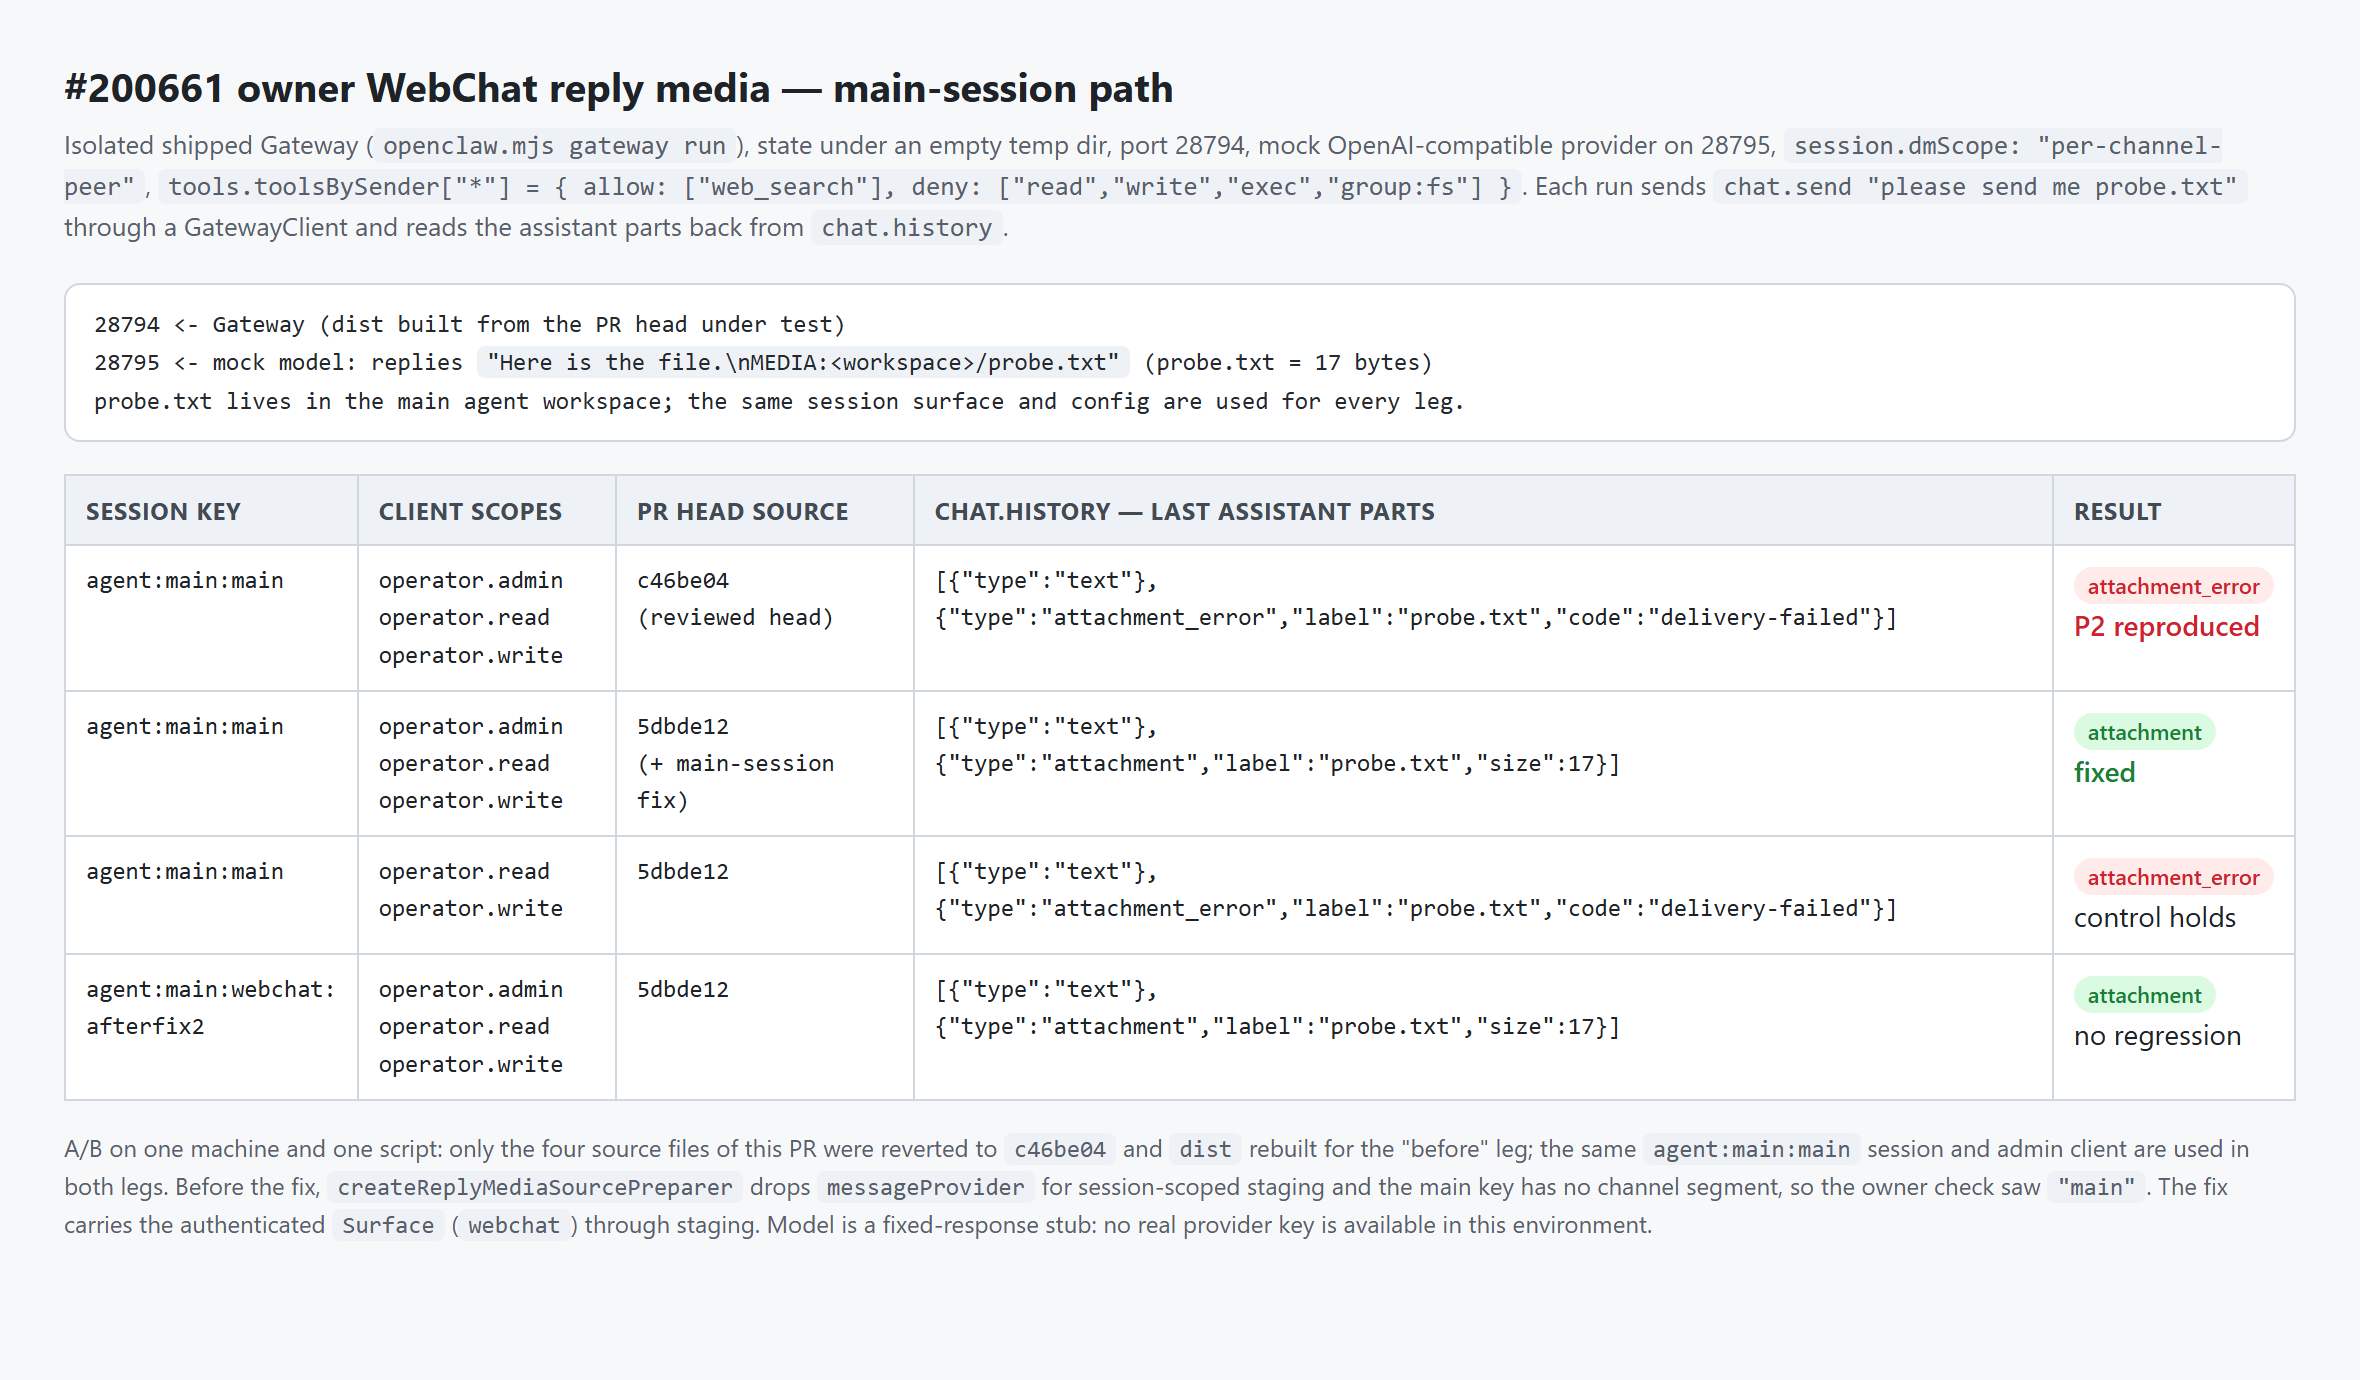 #200661 owner WebChat reply media — main-session path
Isolated shipped Gateway ( openclaw.mjs gateway run ), state under an empty temp dir, port 28794, mock OpenAI-compatible provider on 28795, session.dmScope: "per-channel-
peer" , tools.toolsBySender["*"] = { allow: ["web_search"], deny: ["read","write","exec","group:fs"] } . Each run sends chat.send "please send me probe.txt"
through a GatewayClient and reads the assistant parts back from chat.history .
28794 <- Gateway (dist built from the PR head under test)
28795 <- mock model: replies "Here is the file.\nMEDIA:<workspace>/probe.txt" (probe.txt = 17 bytes)
probe.txt lives in the main agent workspace; the same session surface and config are used for every leg.
SESSION KEY CLIENT SCOPES PR HEAD SOURCE CHAT.HISTORY — LAST ASSISTANT PARTS RESULT
agent:main:main operator.admin c46be04 [{"type":"text"}, attachment_error
operator.read (reviewed head) {"type":"attachment_error","label":"probe.txt","code":"delivery-failed"}] P2 reproduced
operator.write
agent:main:main operator.admin 5dbde12 [{"type":"text"}, attachment
operator.read (+ main-session {"type":"attachment","label":"probe.txt","size":17}] fixed
operator.write fix)
agent:main:main operator.read 5dbde12 [{"type":"text"}, attachment_error
operator.write {"type":"attachment_error","label":"probe.txt","code":"delivery-failed"}] control holds
agent:main:webchat: operator.admin 5dbde12 [{"type":"text"}, attachment
afterfix2 operator.read {"type":"attachment","label":"probe.txt","size":17}] no regression
operator.write
A/B on one machine and one script: only the four source files of this PR were reverted to c46be04 and dist rebuilt for the "before" leg; the same agent:main:main session and admin client are used in
both legs. Before the fix, createReplyMediaSourcePreparer drops messageProvider for session-scoped staging and the main key has no channel segment, so the owner check saw "main" . The fix
carries the authenticated Surface ( webchat ) through staging. Model is a fixed-response stub: no real provider key is available in this environment.